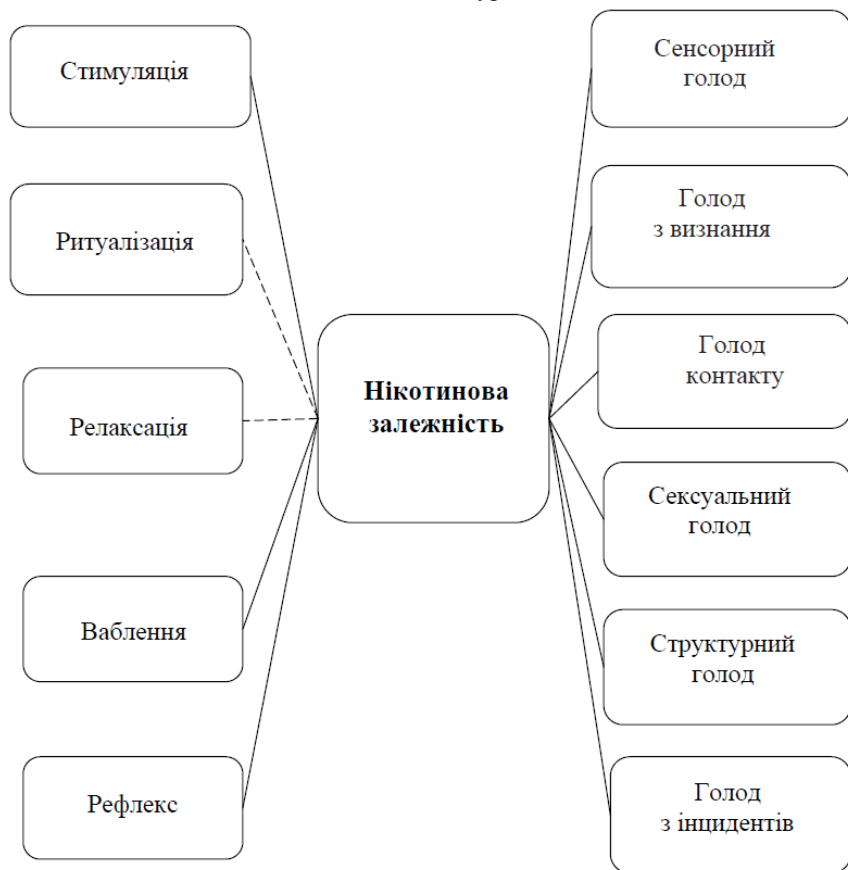 Стимуляція
Ритуалізація
Релаксація
Ваблення
Рефлекс
Нікотинова
залежність
Сенсорний
голод
Голод
з визнання
Голод
контакту
Сексуальний
голод
Структурний
голод
Голод
з інцидентів